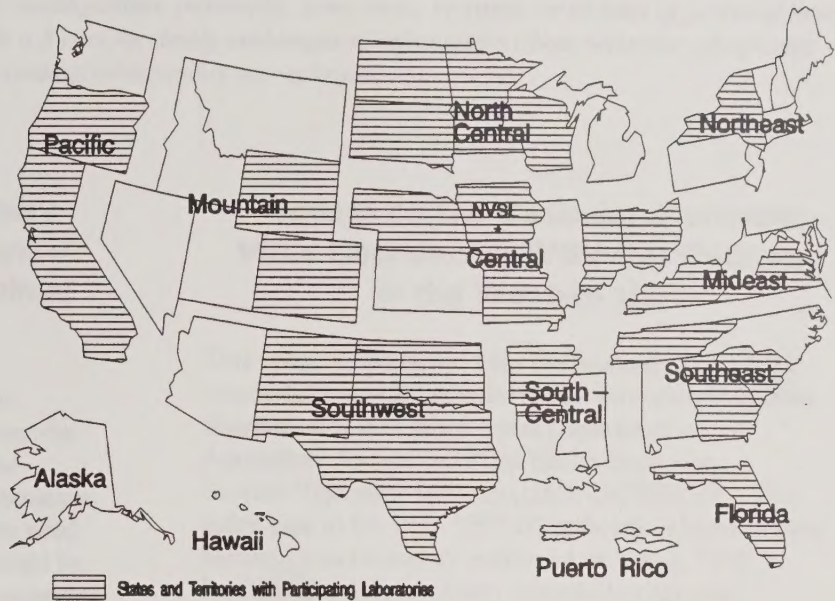 North
Central
Northeast
Pacific
Mountain
NVSL
Central
Mideast
Southwest
South
Central
Southeast
Alaska
Hawaii
Florida
Puerto Rico
States and Territories with Participating Laboratories